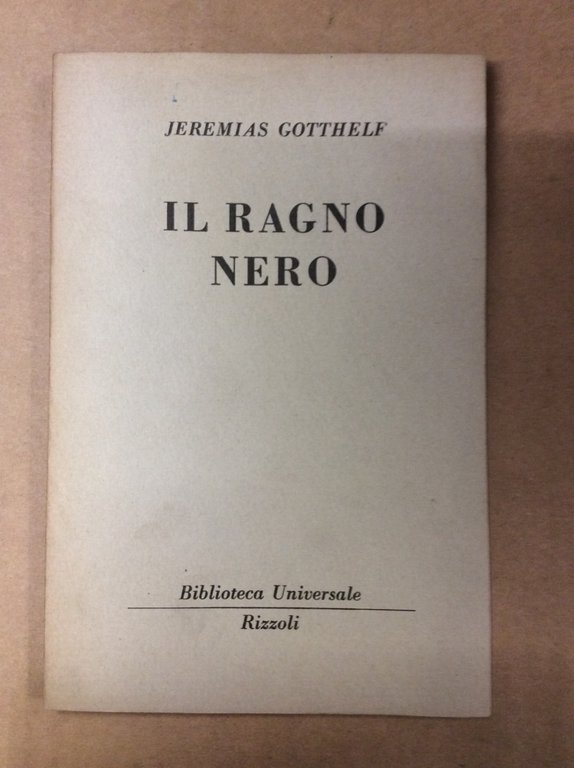 JEREMIAS GOTTHELF
IL RAGNO
NERO
Biblioteca Universale
Rizzoli